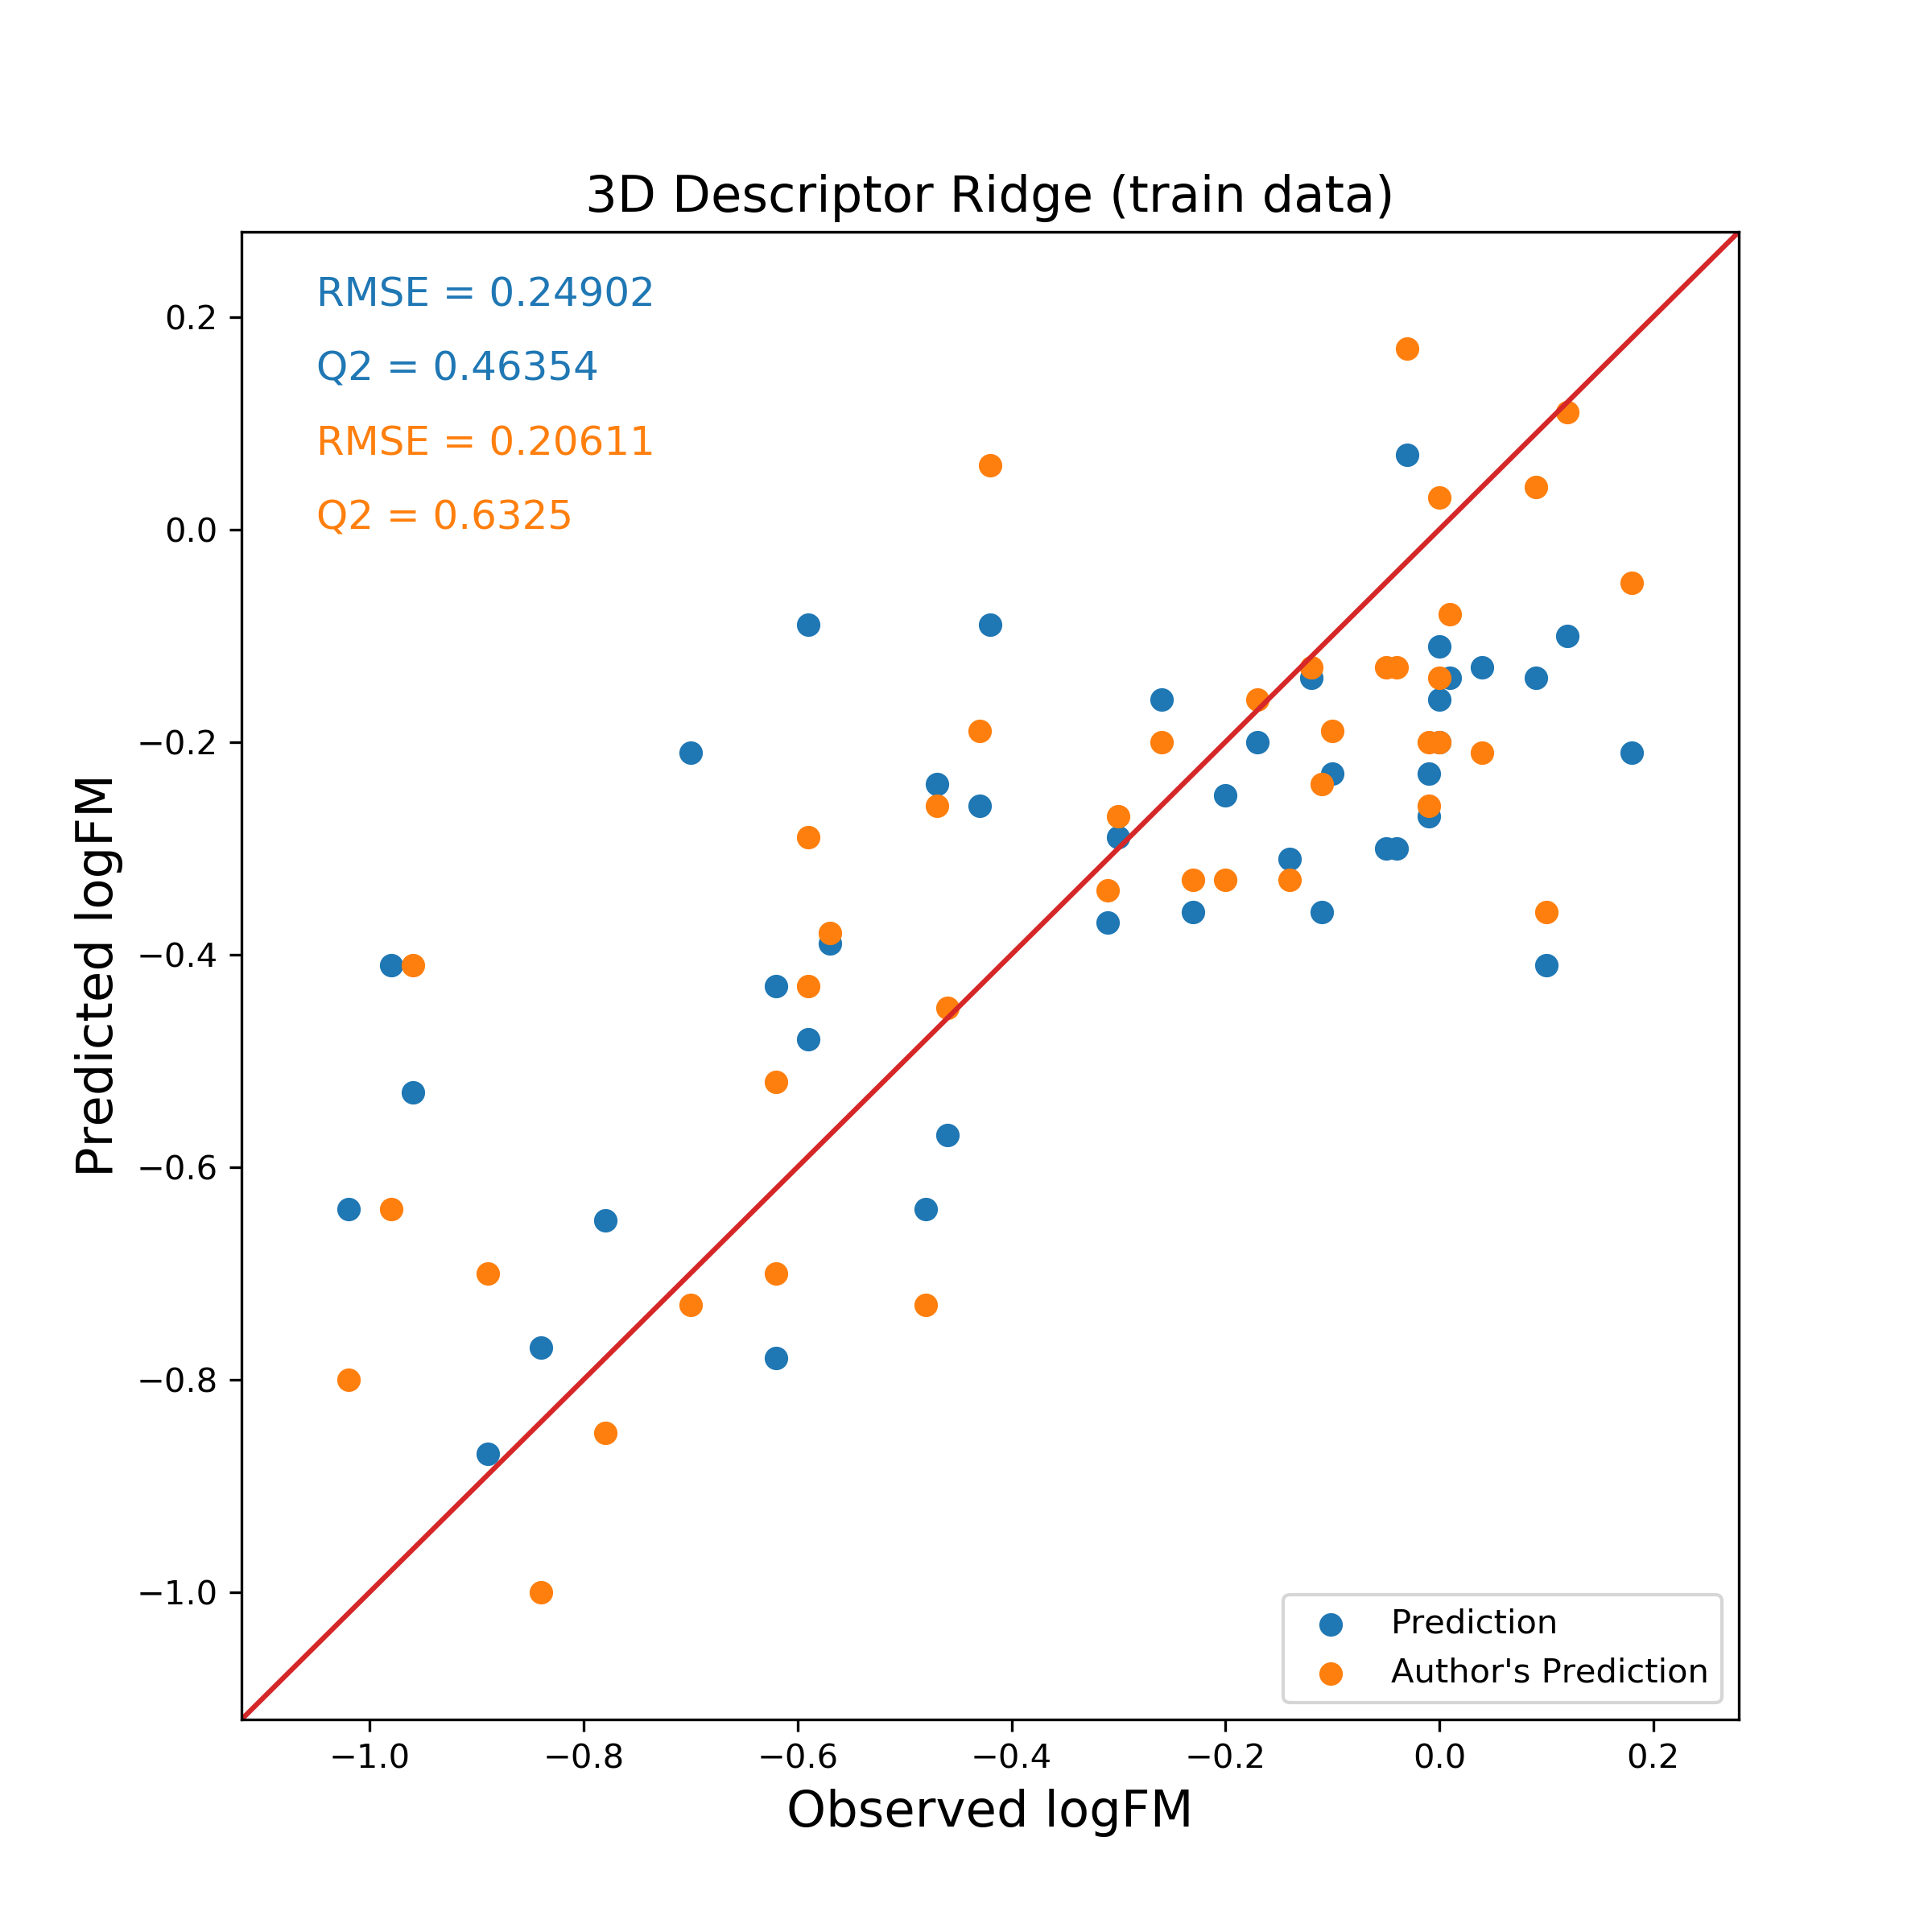 3D Descriptor Ridge (train data)
RMSE = 0.24902
Q2 = 0.46354
RMSE = 0.20611
Q2 = 0.6325
0.2
0.0
−0.2
−0.4
−0.6
−0.8
−1.0
Predicted logFM
Prediction
Author's Prediction
−1.0 −0.8 −0.6 −0.4 −0.2 0.0 0.2
Observed logFM